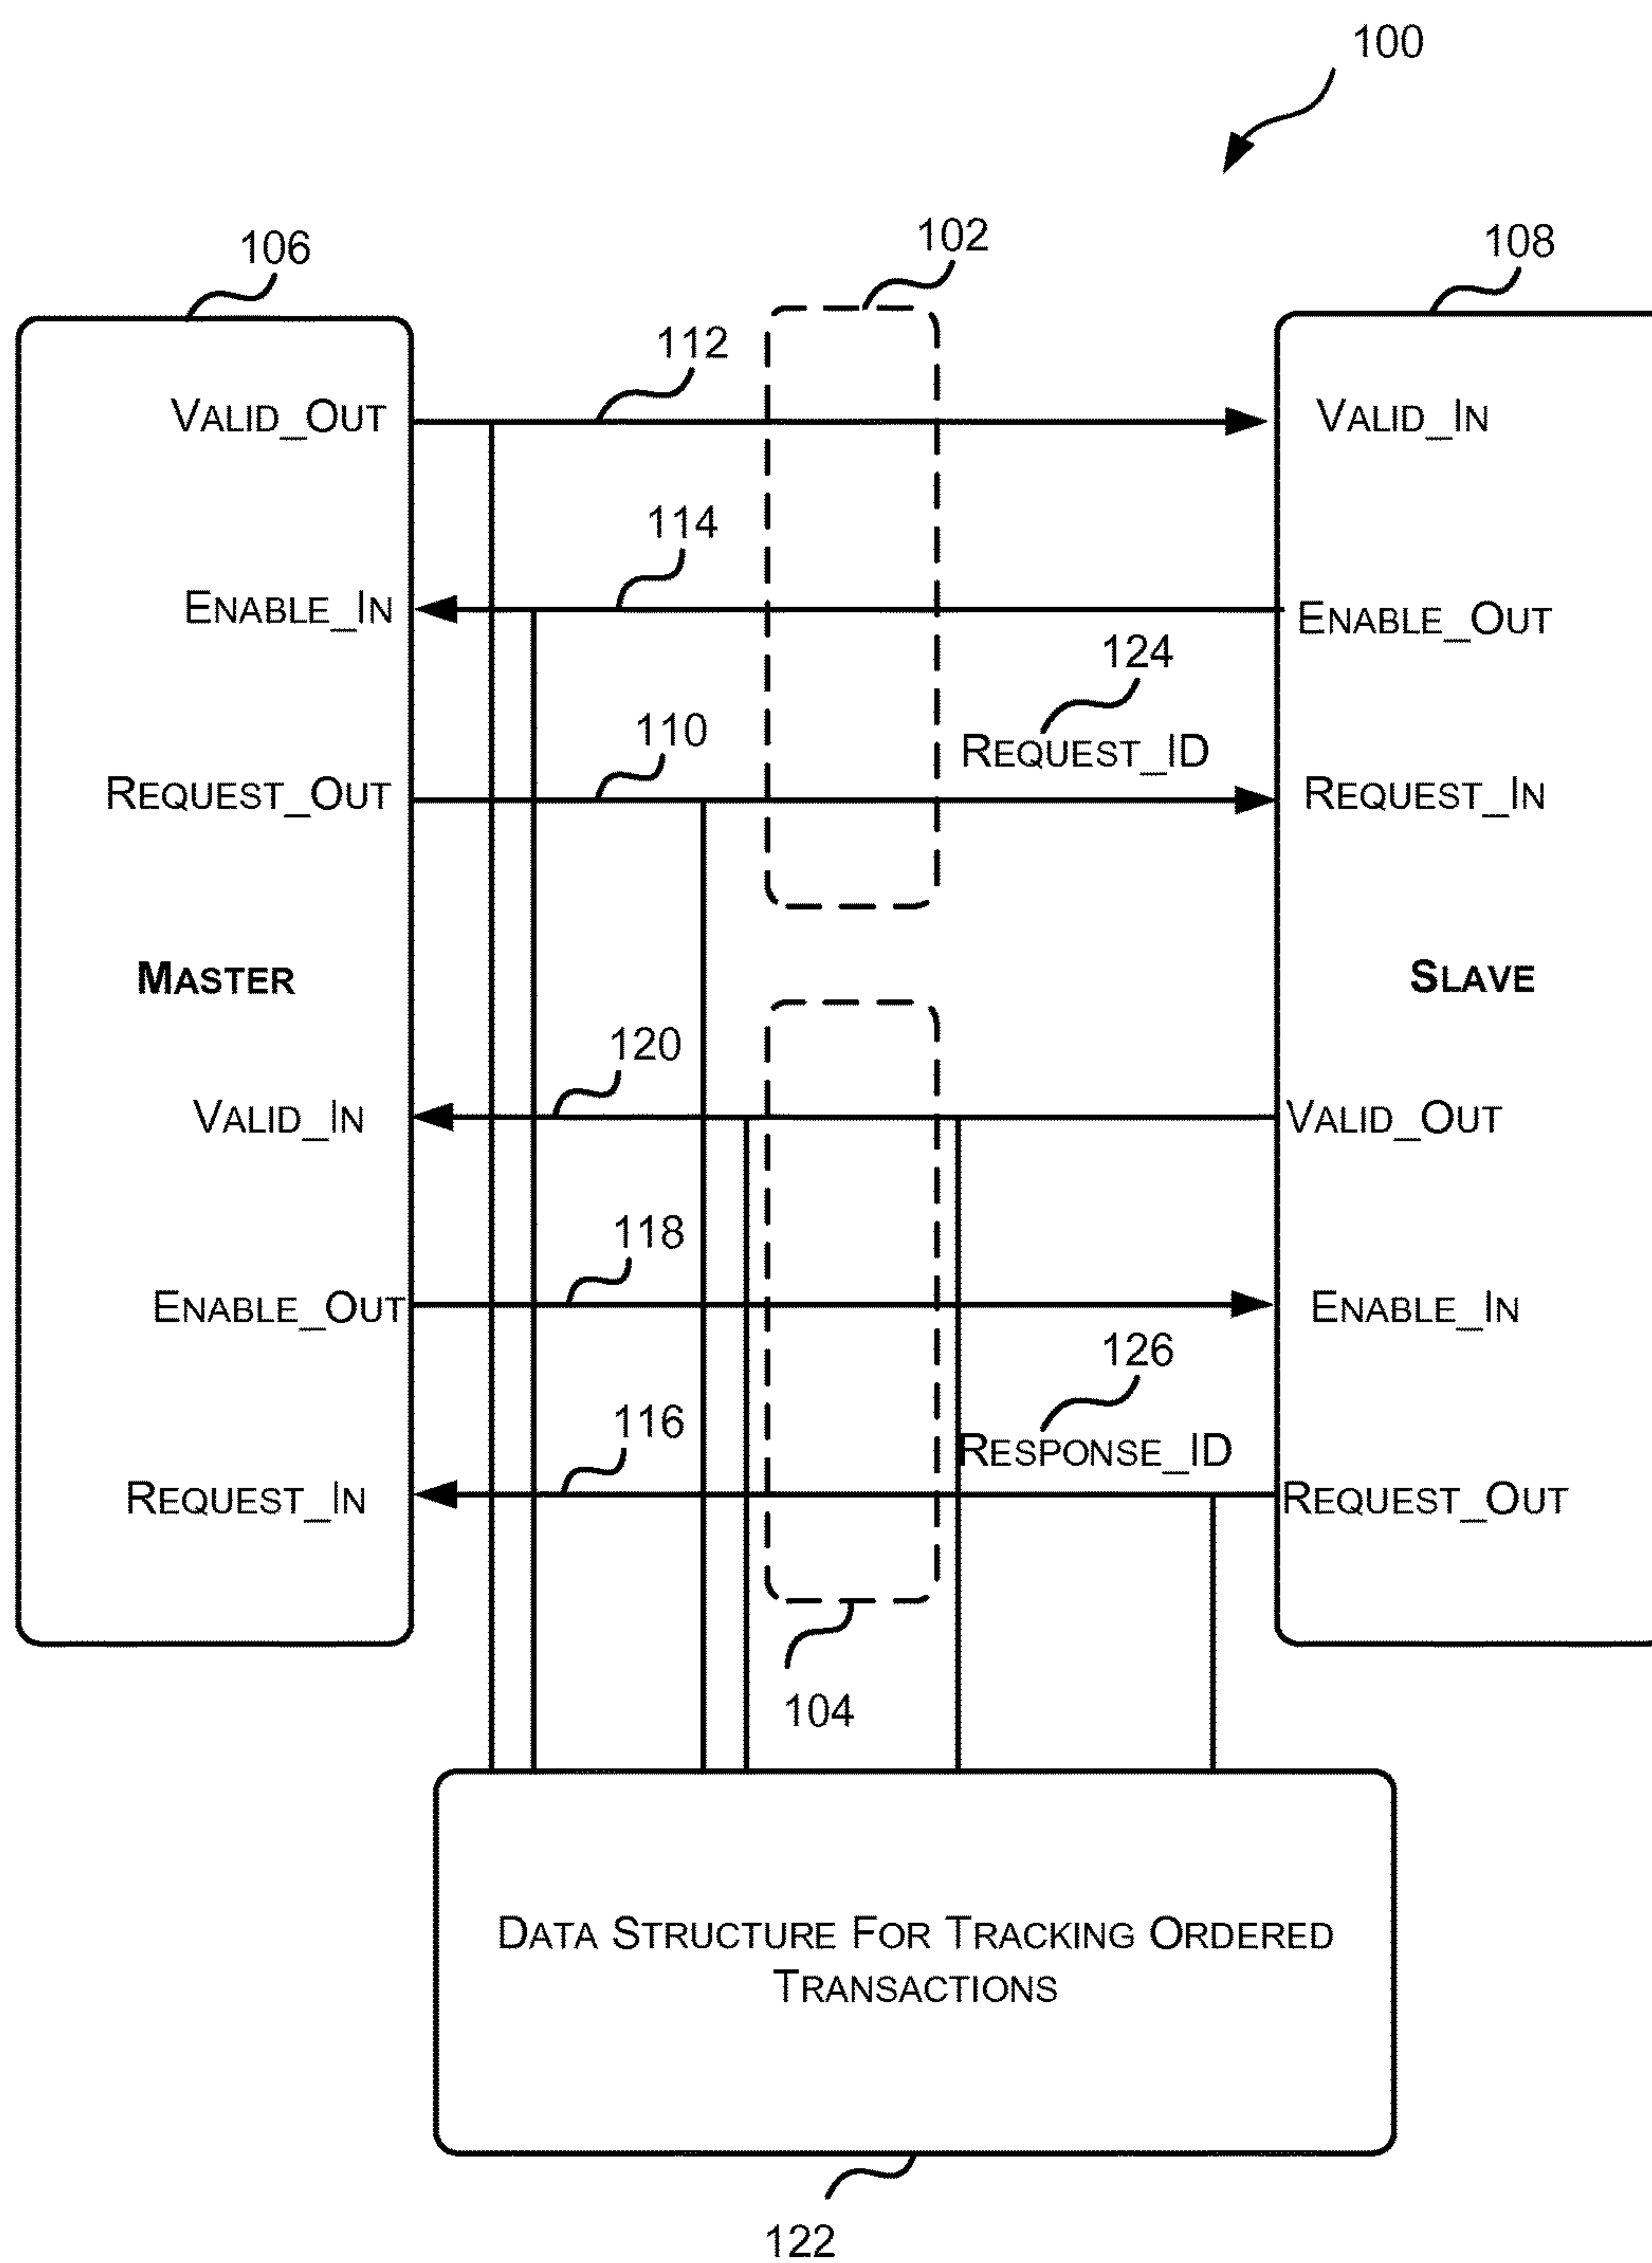 100
106
102
108
112
VALID_OUT
VALID_IN
114
ENABLE_IN
ENABLE_OUT
124
110
REQUEST_ID
REQUEST_OUT
REQUEST_IN
MASTER
SLAVE
120
VALID_IN
VALID_OUT
118
ENABLE_OUT
ENABLE_IN
126
116
RESPONSE_ID
REQUEST_IN
REQUEST_OUT
104
DATA STRUCTURE FOR TRACKING ORDERED
TRANSACTIONS
122